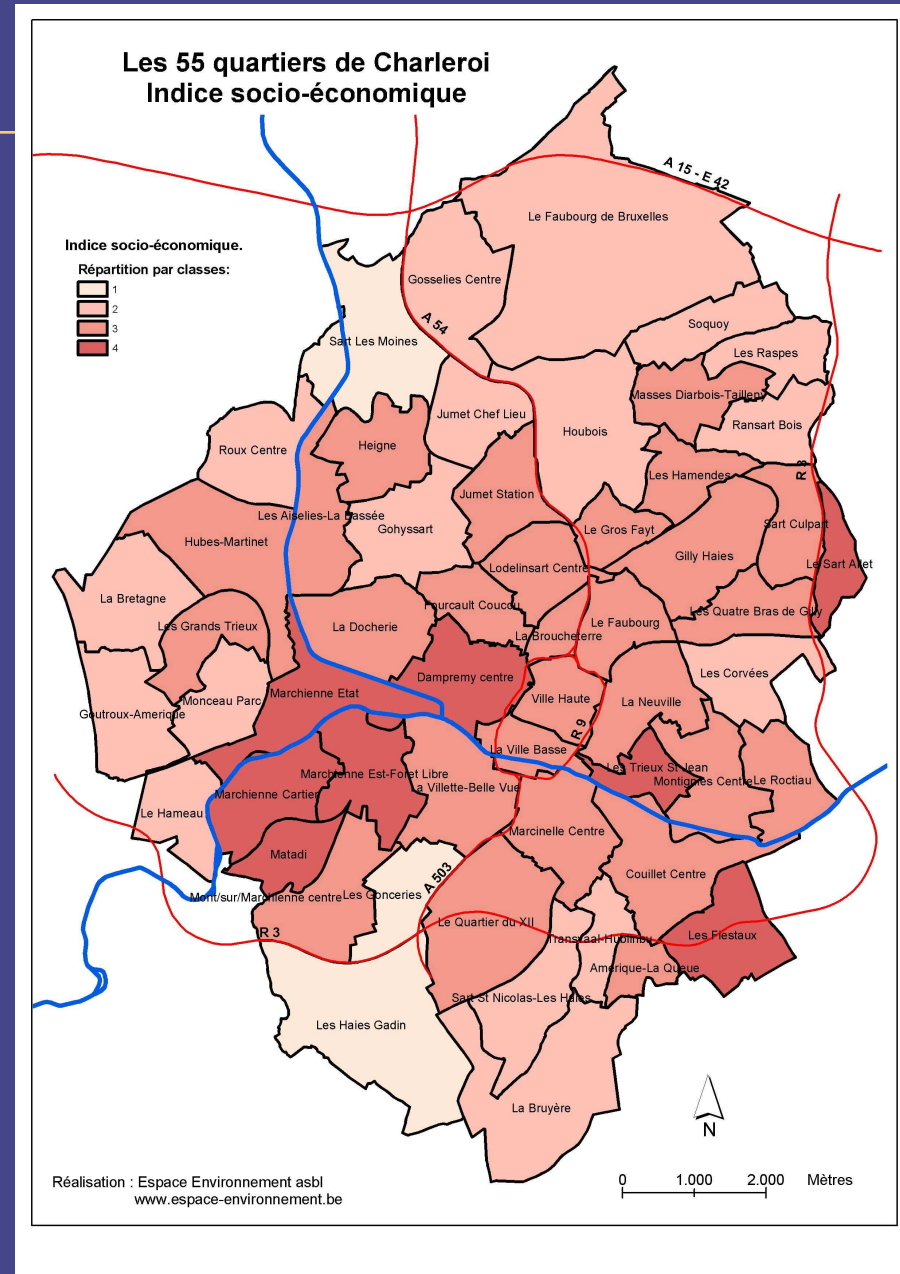 Les 55 quartiers de Charleroi
Indice socio-économique
A 15 - E 42
Le Faubourg de Bruxelles
Indice socio-économique.
Répartition par classes:
1
2
3
4
Gosselies Centre
A 54
Soquoy
Sart Les Moines
Les Raspes
Masses Diarbois-Tailleny
Jumet Chef Lieu
Ransart Bois
Houbois
Heigne
Roux Centre
R 3
Les Hamendes
Jumet Station
Les Aiselies-La Bassée
Sart Culpart
Gohyssart
Le Gros Fayt
Hubes-Martinet
Gilly Haies
Lodelinsart Centre
Le Sart Allet
La Bretagne
Fourcault Coucou
Les Quatre Bras de Gilly
Les Grands Trieux
La Docherie
Le Faubourg
La Broucheterre
Les Corvées
Dampremy centre
Marchienne Etat
Ville Haute
Monceau Parc
La Neuville
Goutroux-Amerique
R 9
La Ville Basse
Les Trieux St Jean
Marchienne Est-Foret Libre
Montignies Centre
Le Roctiau
La Villette-Belle Vue
Marchienne Cartier
Le Hameau
Marcinelle Centre
Matadi
Couillet Centre
A 503
Mont/sur/Marchienne centre
Les Gonceries
Le Quartier du XII
R 3
Les Fiestaux
Transvaal-Hublinbu
Amérique-La Queue
Sart St Nicolas-Les Haies
Les Haies Gadin
La Bruyère
N
Réalisation : Espace Environnement asbl
www.espace-environnement.be
0 1.000 2.000 Mètres